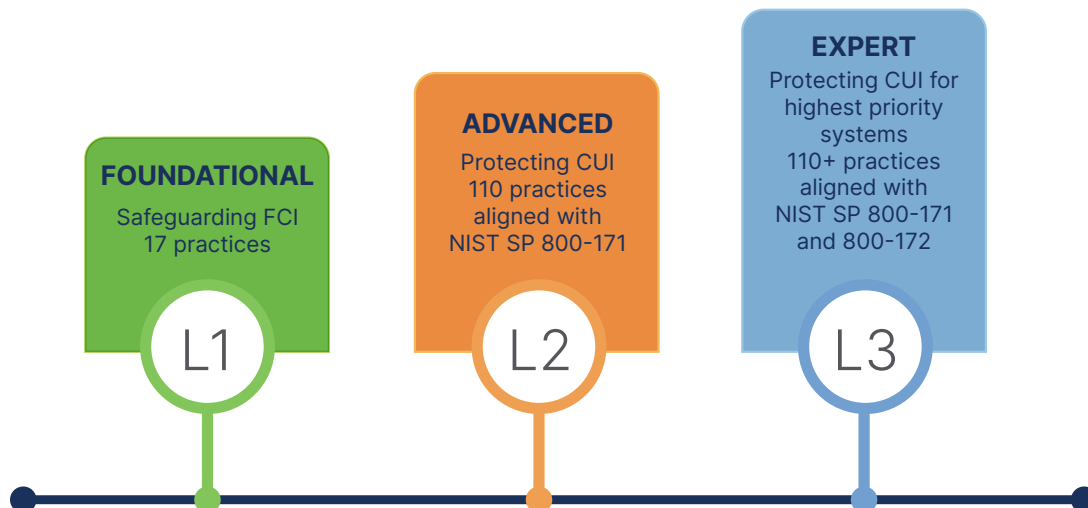 FOUNDATIONAL
Safeguarding FCI
17 practices
L1
ADVANCED
Protecting CUI
110 practices
aligned with
NIST SP 800-171
L2
EXPERT
Protecting CUI for
highest priority
systems
110+ practices
aligned with
NIST SP 800-171
and 800-172
L3